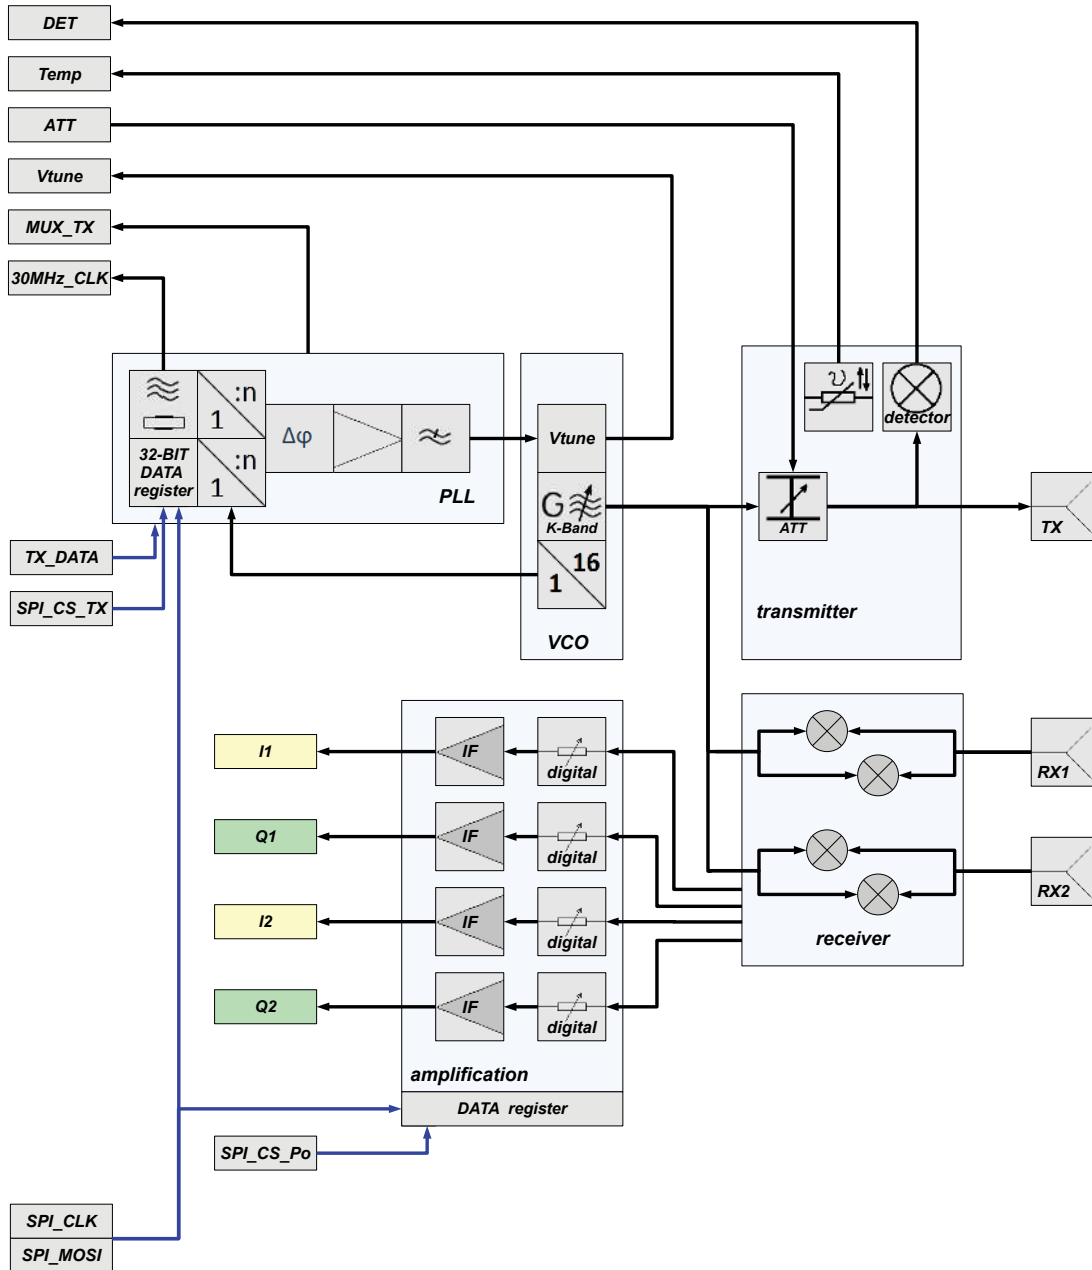 DET
Temp
ATT
Vtune
MUX_TX
30MHz_CLK
:n
1
32-BIT
DATA
register
:n
1
Δφ
PLL
Vtune
G
K-Band
16
1
VCO
υ
detector
ATT
transmitter
TX
TX_DATA
SPI_CS_TX
I1
IF
digital
Q1
IF
digital
I2
IF
digital
Q2
IF
digital
amplification
DATA register
receiver
RX1
RX2
SPI_CS_Po
SPI_CLK
SPI_MOSI